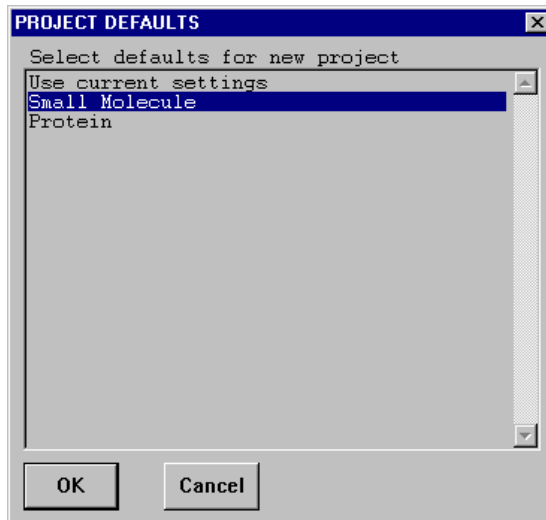 PROJECT DEFAULTS
Select defaults for new project
Use current settings
Small Molecule
Protein
OK
Cancel